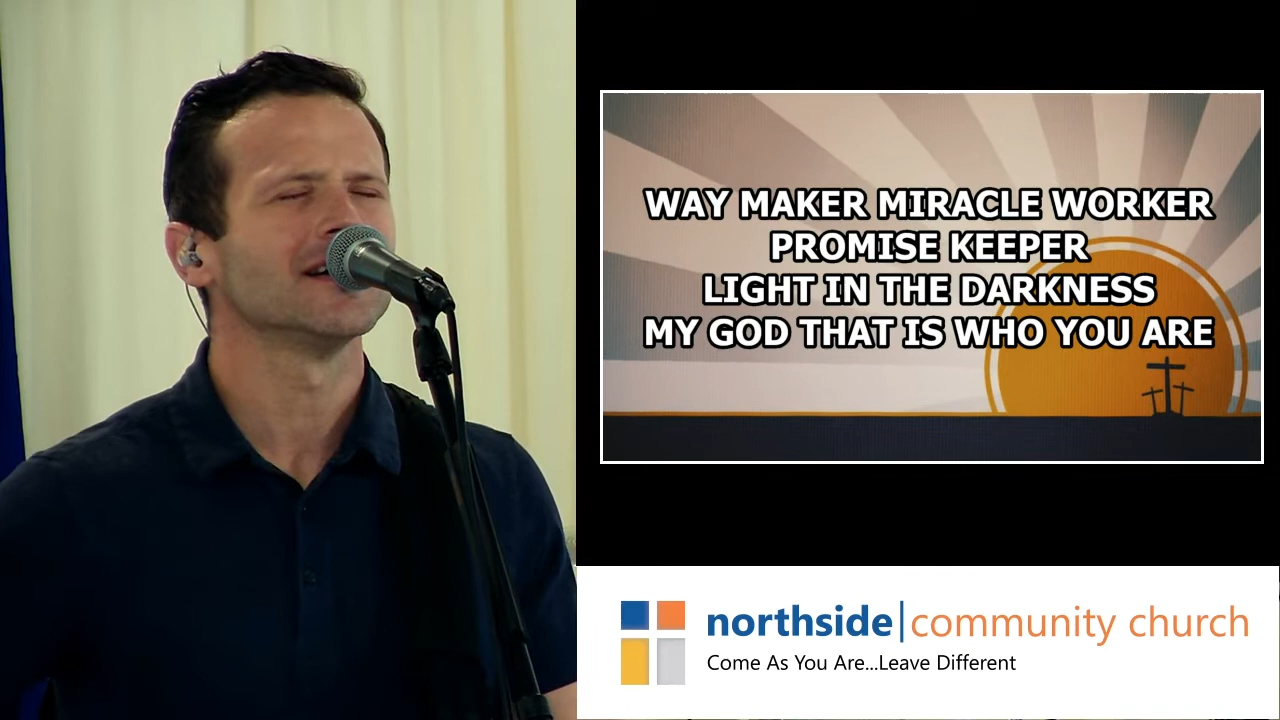 WAY MAKER MIRACLE WORKER
PROMISE KEEPER
LIGHT IN THE DARKNESS
MY GOD THAT IS WHO YOU ARE
northside|community church
Come As You Are...Leave Different